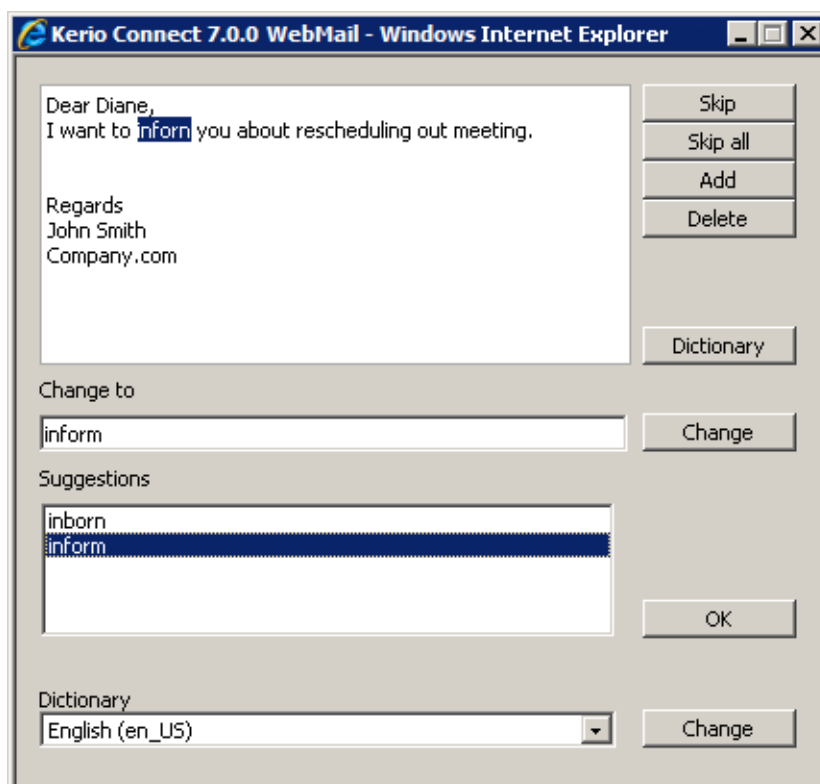 Kerio Connect 7.0.0 WebMail - Windows Internet Explorer
Dear Diane,
I want to inforn you about rescheduling out meeting.
Regards
John Smith
Company.com
Skip
Skip all
Add
Delete
Dictionary
Change to
inform
Change
Suggestions
inborn
inform
OK
Dictionary
English (en_US)
Change